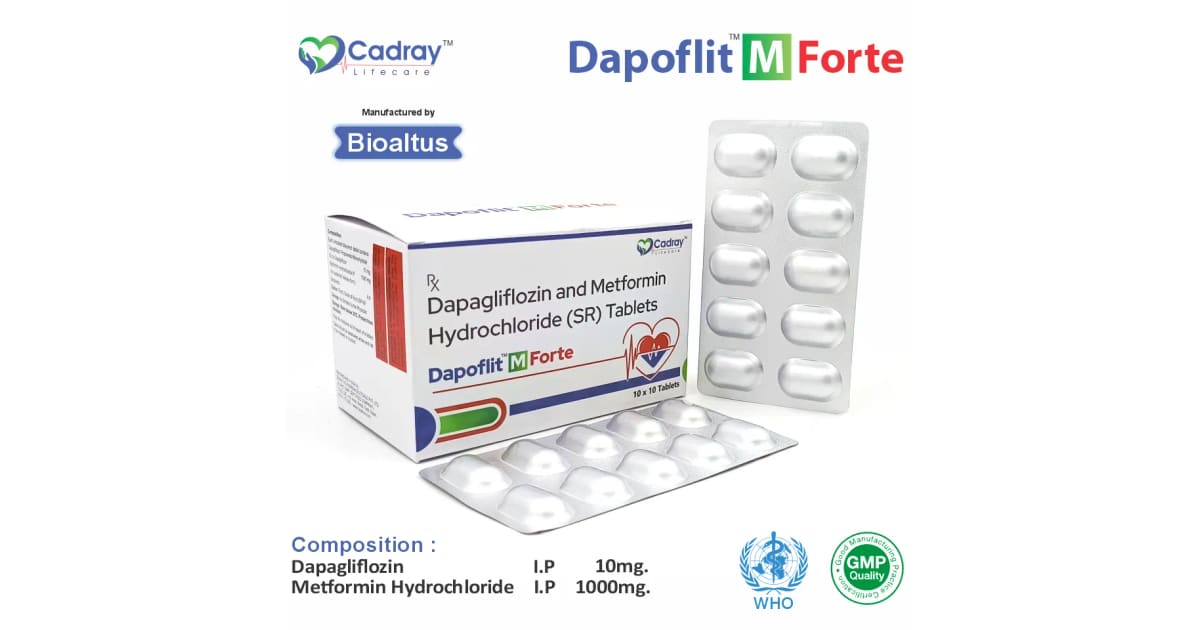 Cadray™
Lifecare
Dapoflit™ M Forte
Manufactured by
Bioaltus
Dapoflit M Forte
Cadray™
Lifecare
Rx
Dapagliflozin and Metformin
Hydrochloride (SR) Tablets
Dapoflit™ M Forte
10 x 10 Tablets
Composition :
Dapagliflozin I.P 10mg.
Metformin Hydrochloride I.P 1000mg.
WHO
Good Manufacturing Practice Certification
GMP
Quality